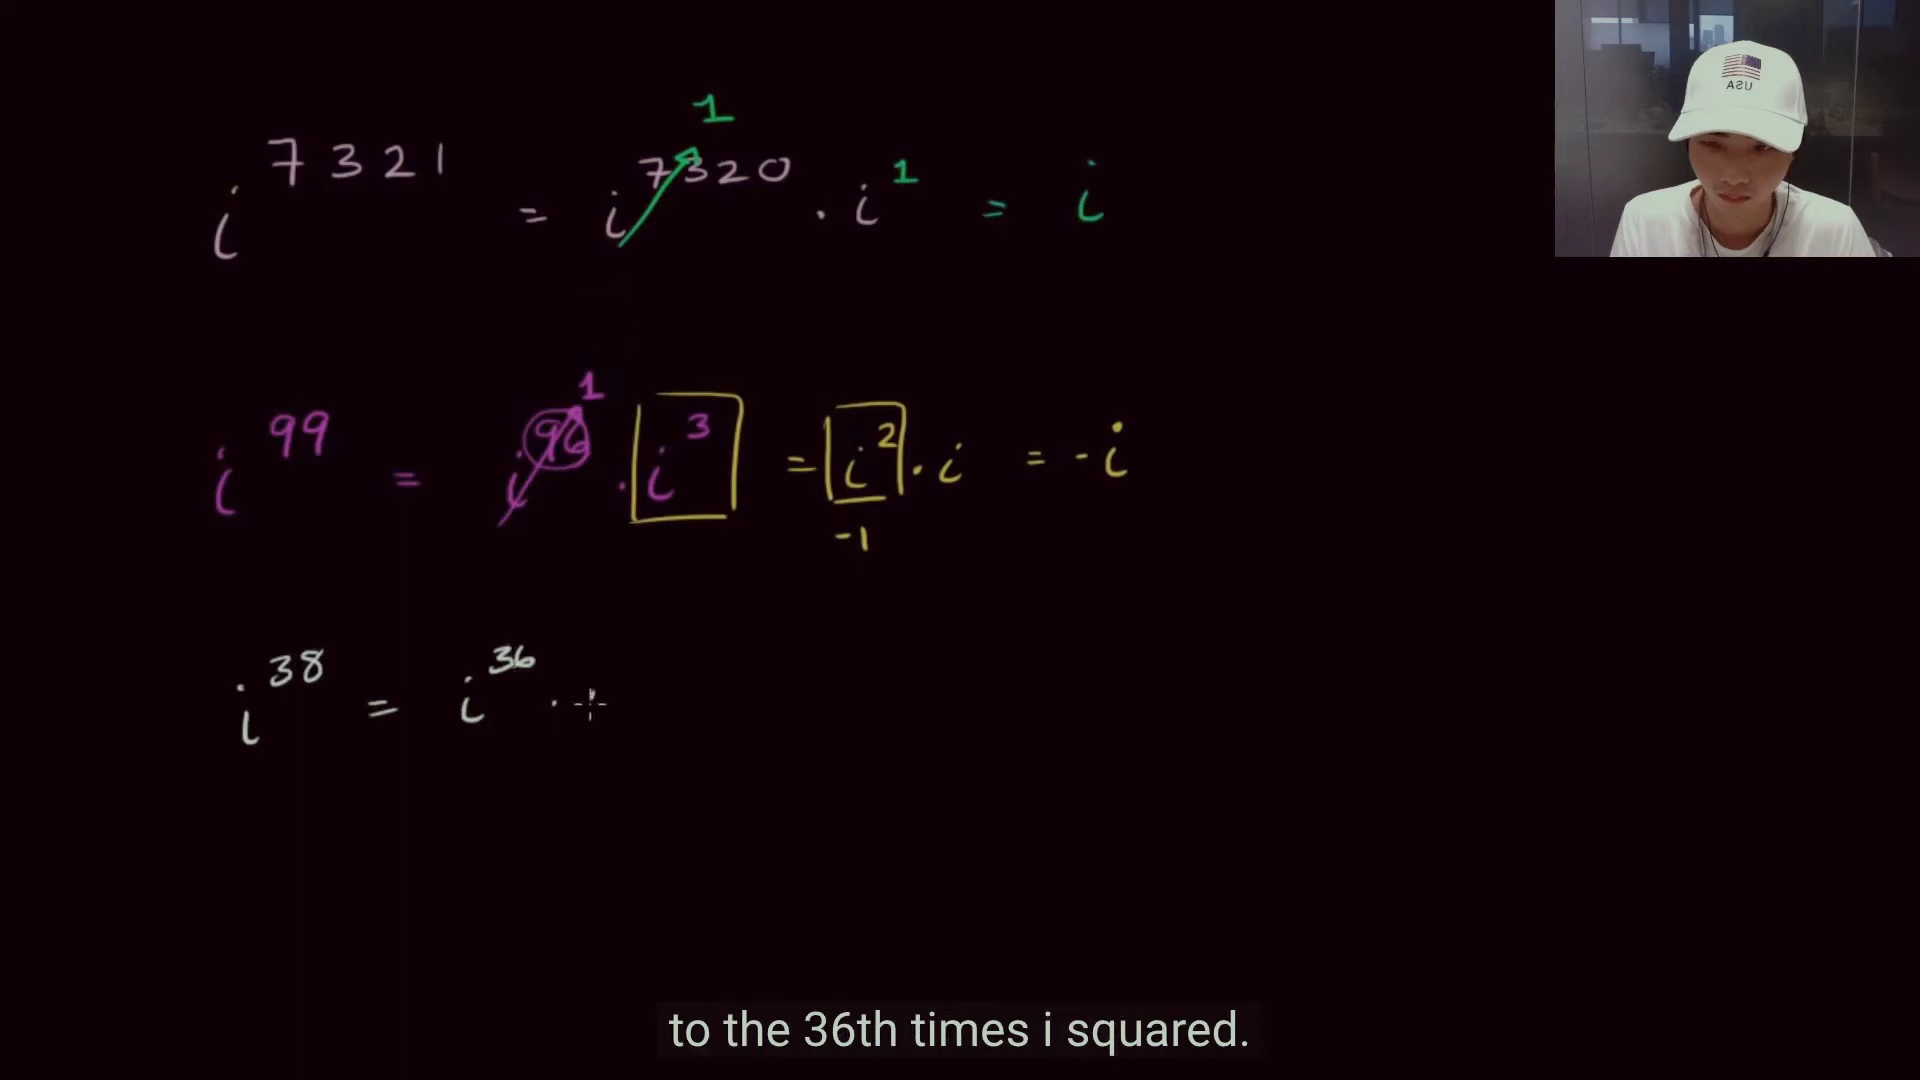 USA
i^7321 = i^7320 · i^1 = i
1
i^99 = i^96 · i^3 = i^2 · i = -i
1
-1
i^38 = i^36 ·
to the 36th times i squared.